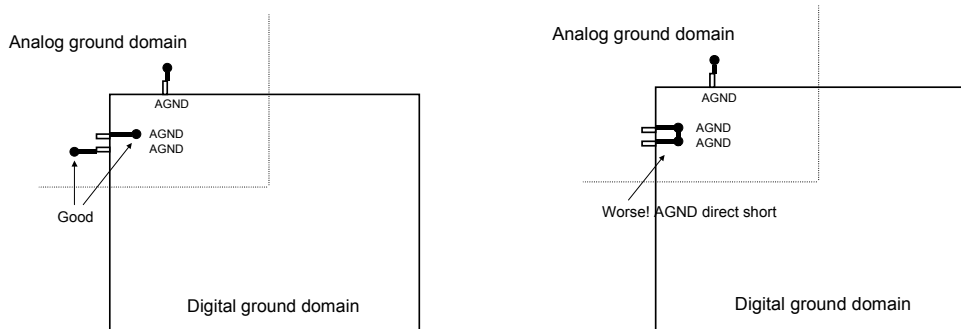 Analog ground domain
AGND
AGND
AGND
Good
Digital ground domain
Analog ground domain
AGND
AGND
AGND
Worse! AGND direct short
Digital ground domain